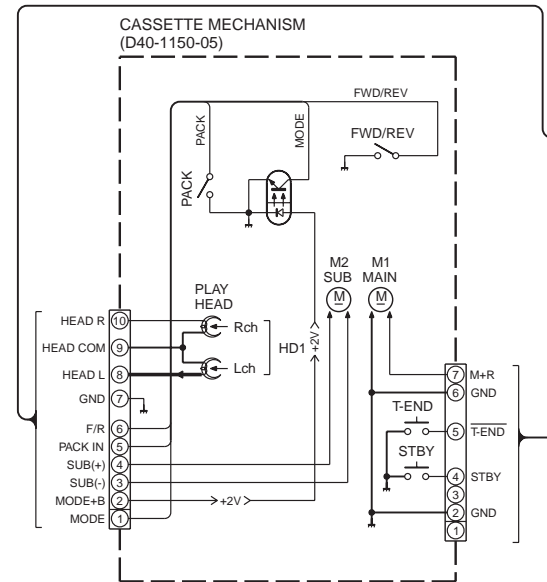 CASSETTE MECHANISM
(D40-1150-05)
FWD/REV
PACK
MODE
FWD/REV
PACK
M2
SUB
M
M1
MAIN
M
PLAY
HEAD
Rch
Lch
HD1
+2V
HEAD R 10
HEAD COM 9
HEAD L 8
GND 7
F/R 6
PACK IN 5
SUB(+) 4
SUB(-) 3
MODE+B 2
+2V
MODE 1
7 M+R
6 GND
T-END
5 T-END
STBY
4 STBY
3
2 GND
1